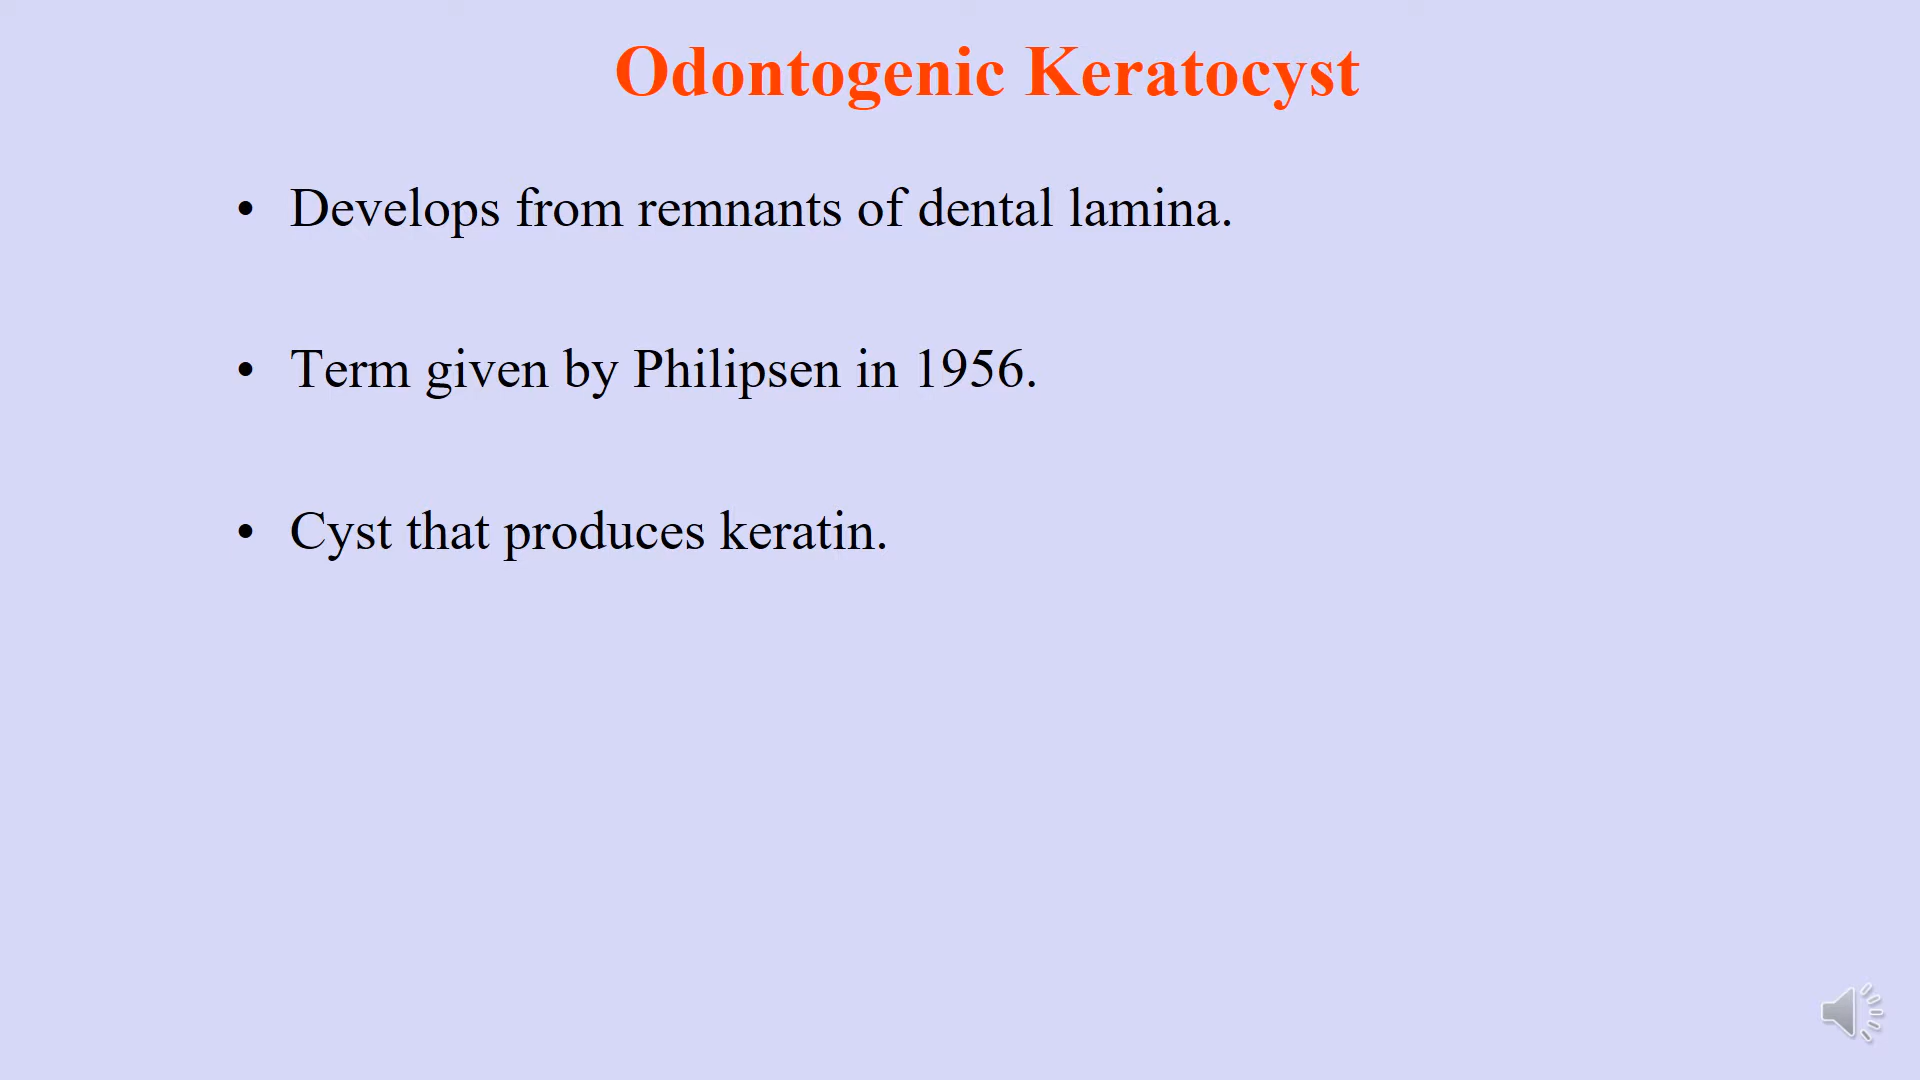 Odontogenic Keratocyst
• Develops from remnants of dental lamina.
• Term given by Philipsen in 1956.
• Cyst that produces keratin.